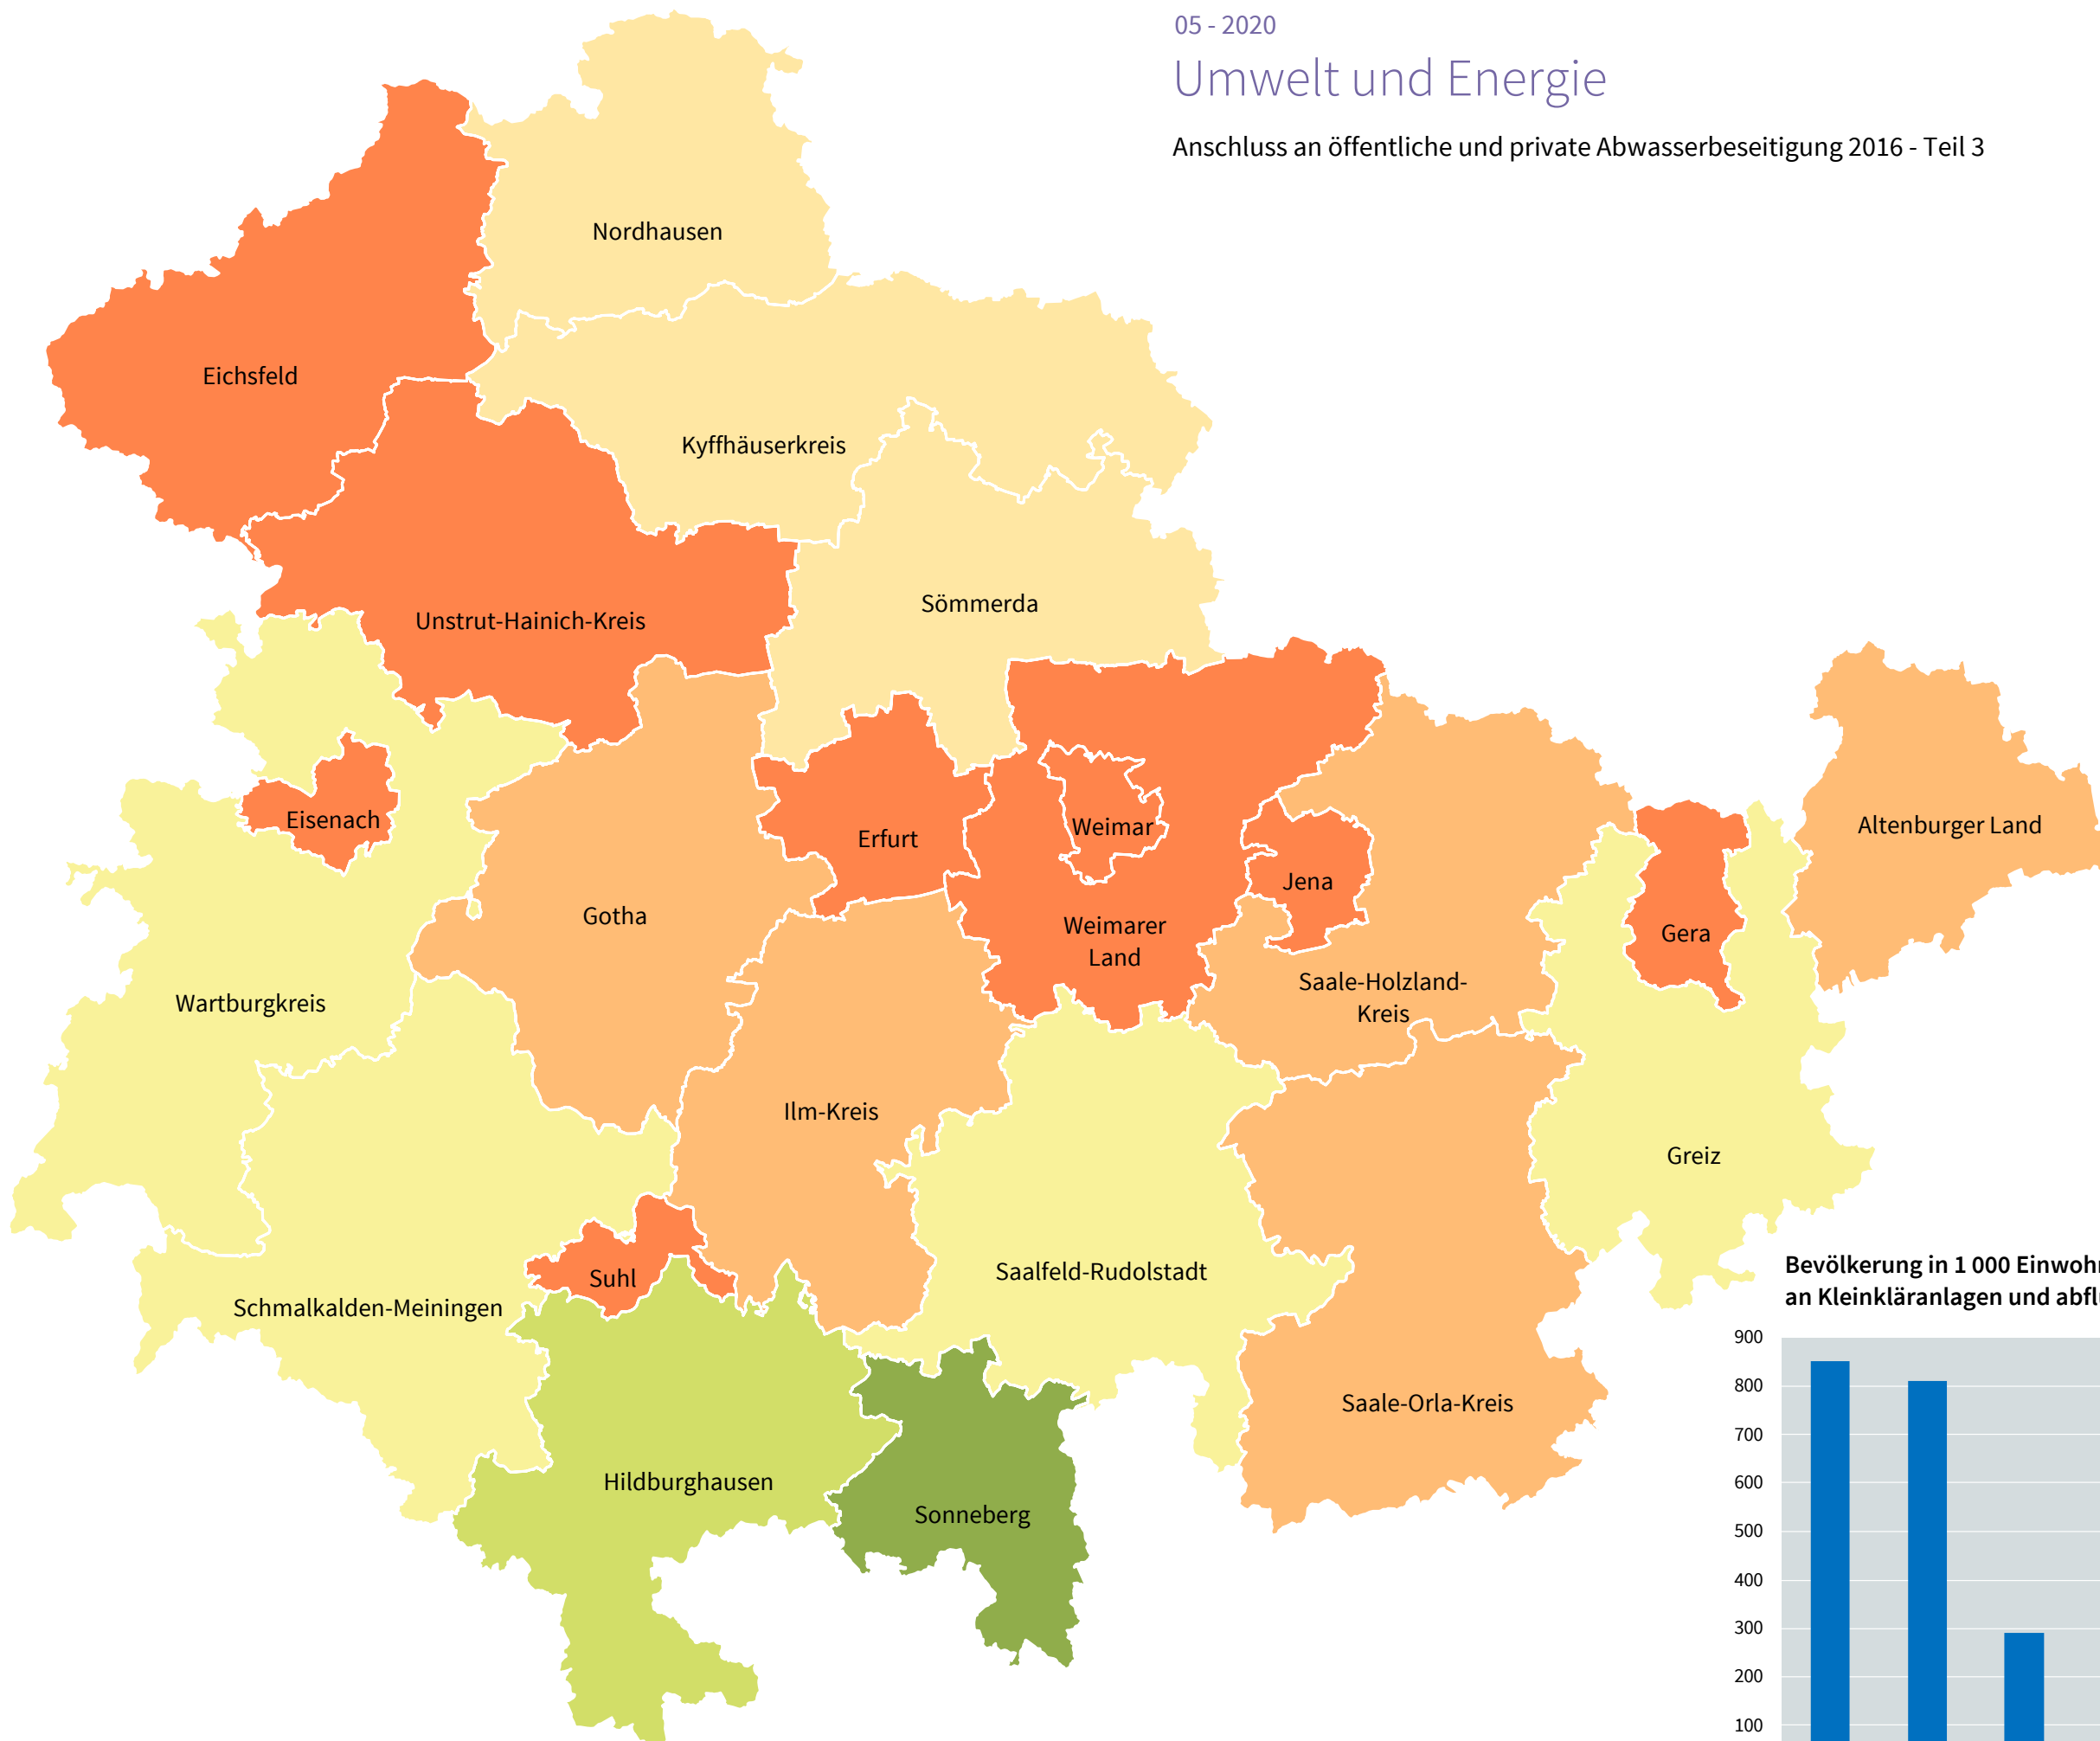 05 - 2020
Umwelt und Energie
Anschluss an öffentliche und private Abwasserbeseitigung 2016 - Teil 3
Nordhausen
Eichsfeld
Kyffhäuserkreis
Sömmerda
Unstrut-Hainich-Kreis
Eisenach
Erfurt
Weimar
Altenburger Land
Jena
Gotha
Weimarer
Land
Gera
Saale-Holzland-
Kreis
Wartburgkreis
Ilm-Kreis
Greiz
Saalfeld-Rudolstadt
Suhl
Schmalkalden-Meiningen
Saale-Orla-Kreis
Hildburghausen
Sonneberg
Bevölkerung in 1 000
an Kleinkläranlagen und
900
800
700
600
500
400
300
200
100